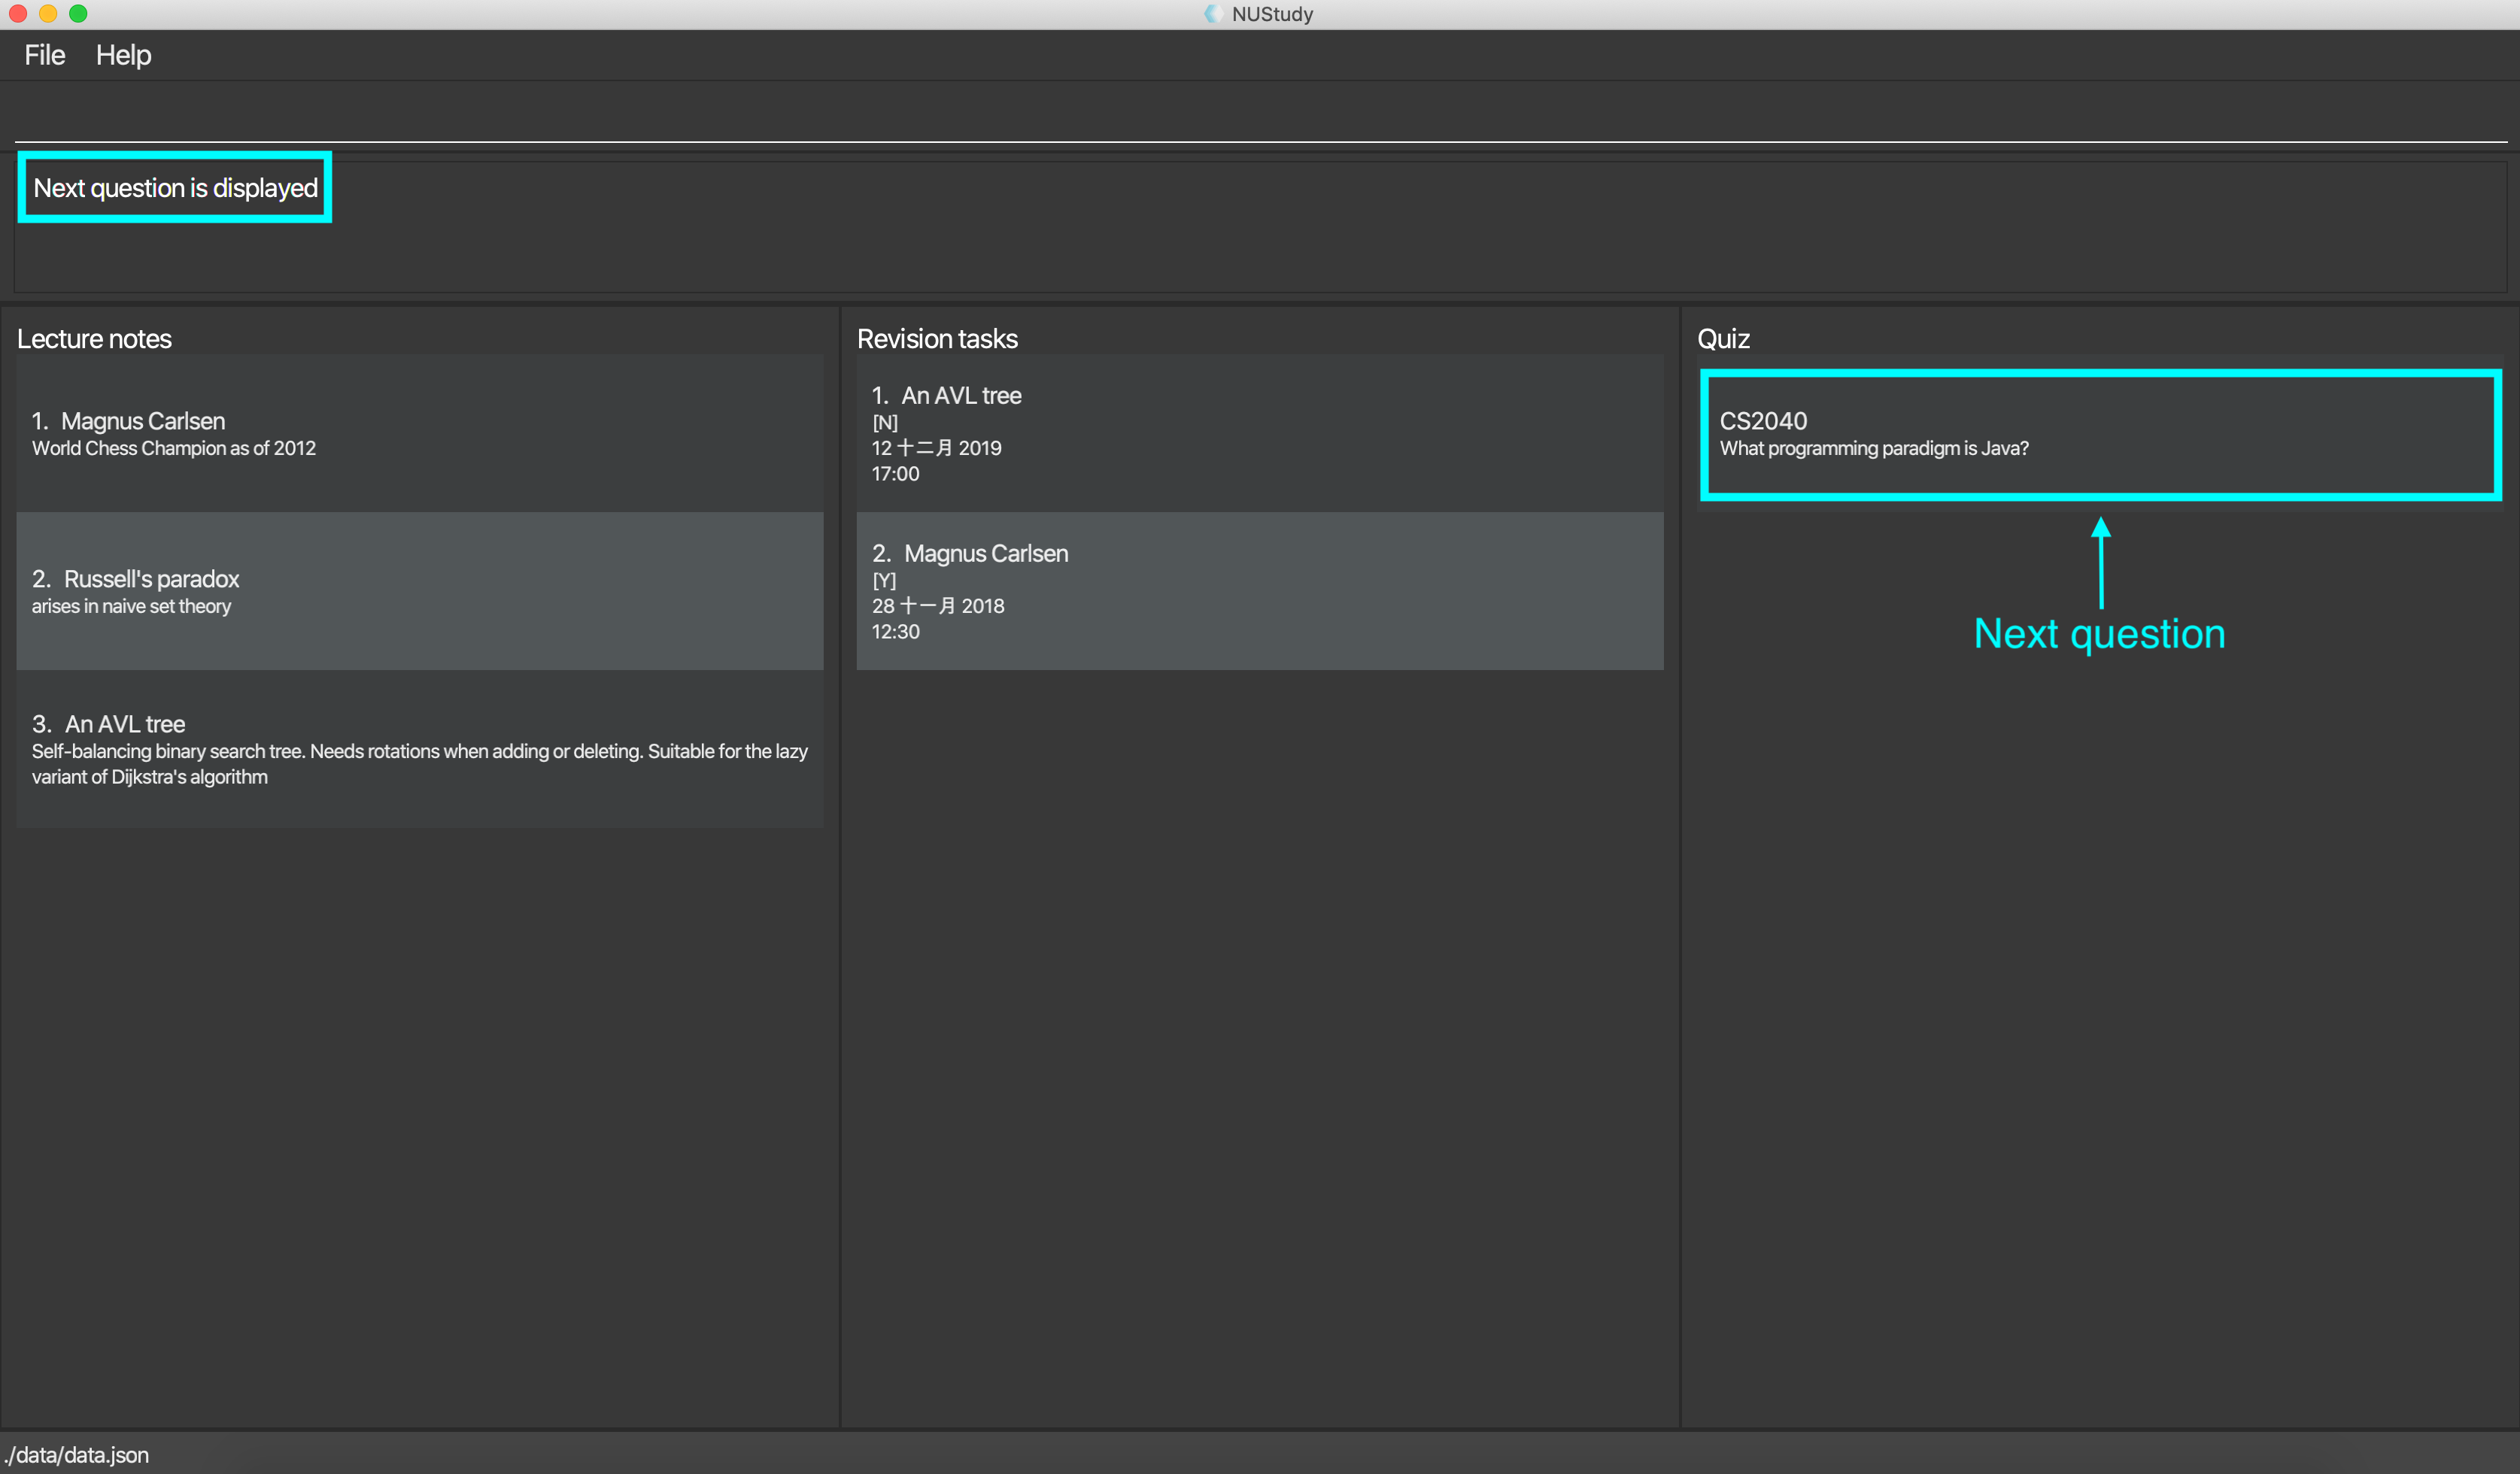 NUStudy
File Help
Next question is displayed
Lecture notes
1. Magnus Carlsen
World Chess Champion as of 2012
2. Russell's paradox
arises in naive set theory
3. An AVL tree
Self-balancing binary search tree. Needs rotations when adding or deleting. Suitable for the lazy
variant of Dijkstra's algorithm
Revision tasks
1. An AVL tree
[N]
12 十二月 2019
17:00
2. Magnus Carlsen
[Y]
28 十一月 2018
12:30
Quiz
CS2040
What programming paradigm is Java?
Next question
./data/data.json